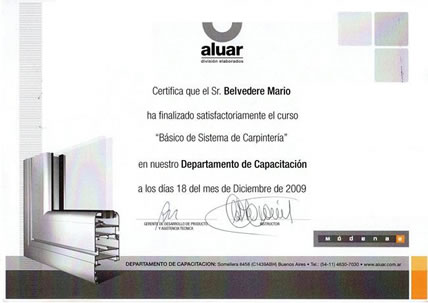 aluar
división elaborados
Certifica que el Sr. Belvedere Mario
ha finalizado satisfactoriamente el curso
“Básico de Sistema de Carpintería”
en nuestro Departamento de Capacitación
a los días 18 del mes de Diciembre de 2009
GERENTE DE DESARROLLO DE PRODUCTO
Y ASISTENCIA TECNICA
INSTRUCTOR
módena
DEPARTAMENTO DE CAPACITACION: Somellera 8458 (C1439ABH) Buenos Aires • Tel.: (54-11) 4630-7000 • www.aluar.com.ar